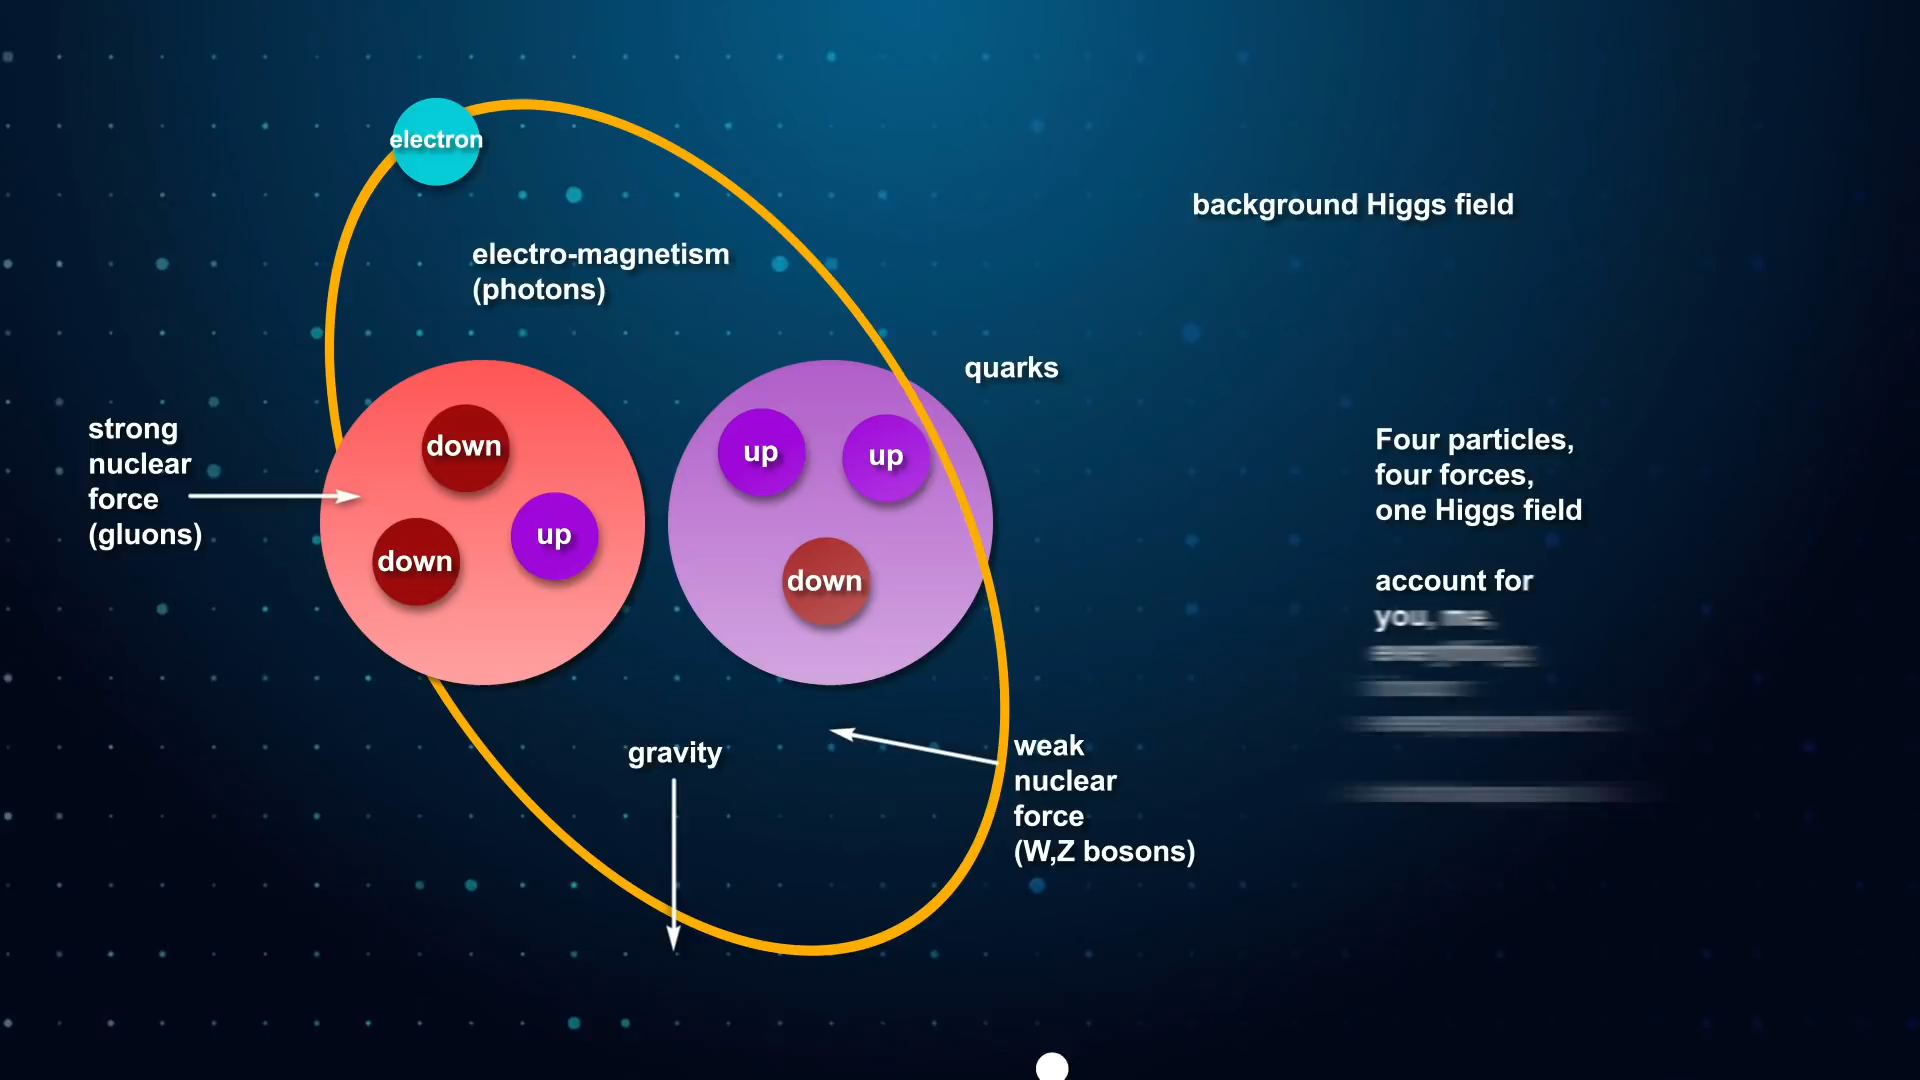 electron
background Higgs field
electro-magnetism
(photons)
quarks
strong
nuclear
force
(gluons)
down
up
down
up
up
down
Four particles,
four forces,
one Higgs field
account for
you, me,
gravity
weak
nuclear
force
(W,Z bosons)